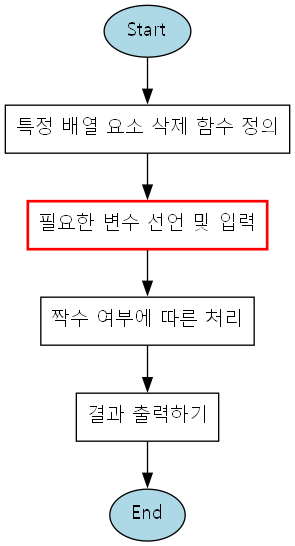 Start
특정 배열 요소 삭제 함수 정의
필요한 변수 선언 및 입력
짝수 여부에 따른 처리
결과 출력하기
End